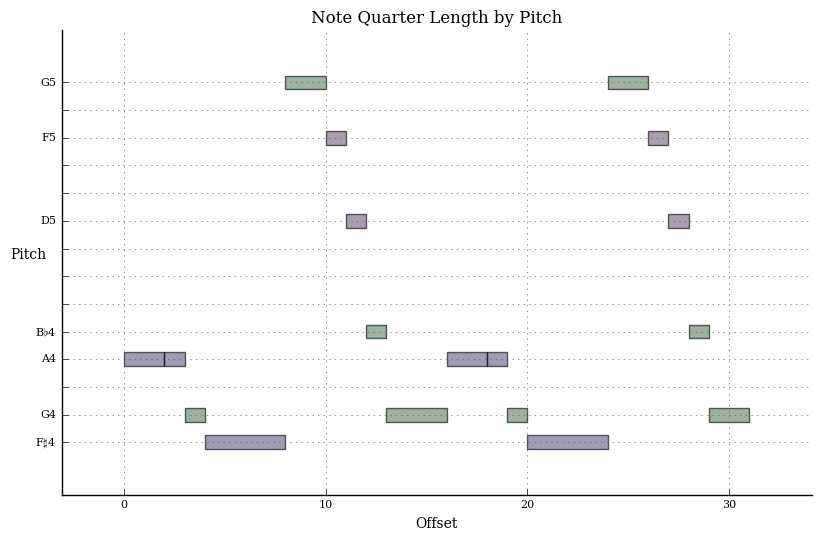 Note Quarter Length by Pitch
G5
F5
D5
Pitch
B♭4
A4
G4
F♯4
0 10 20 30
Offset